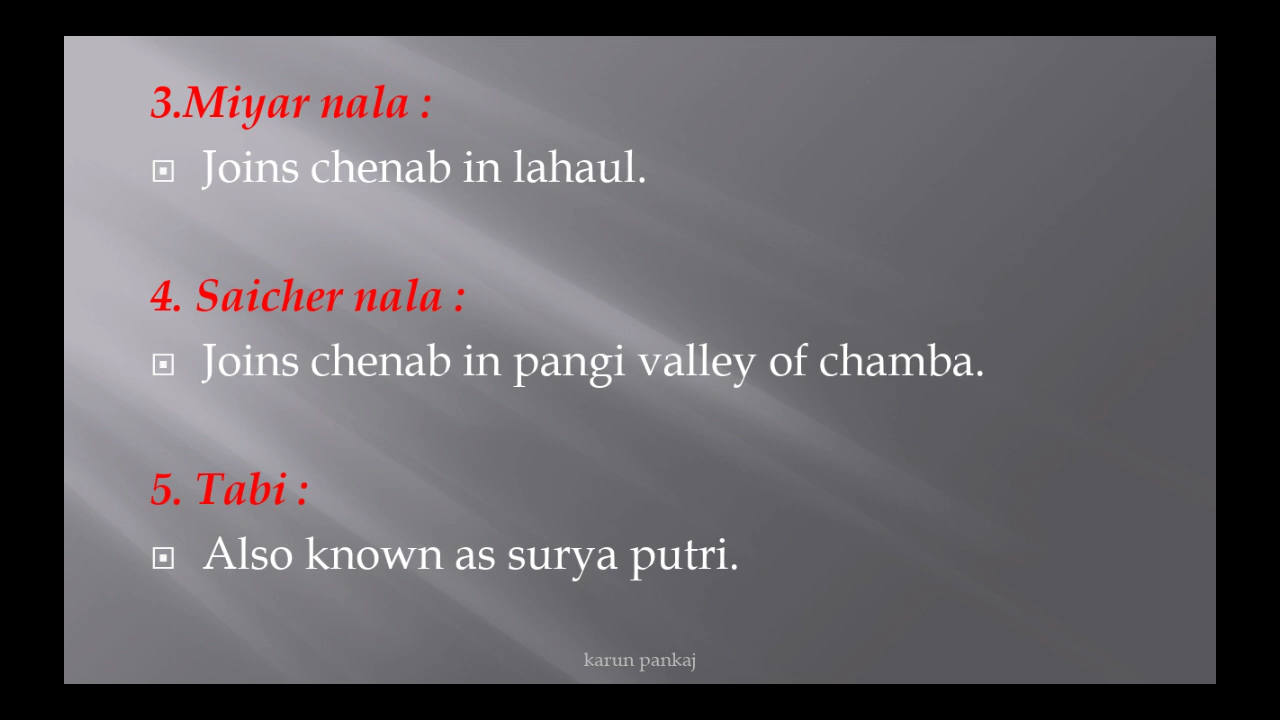 3.Miyar nala :
Joins chenab in lahaul.
4. Saicher nala :
Joins chenab in pangi valley of chamba.
5. Tabi :
Also known as surya putri.
karun pankaj